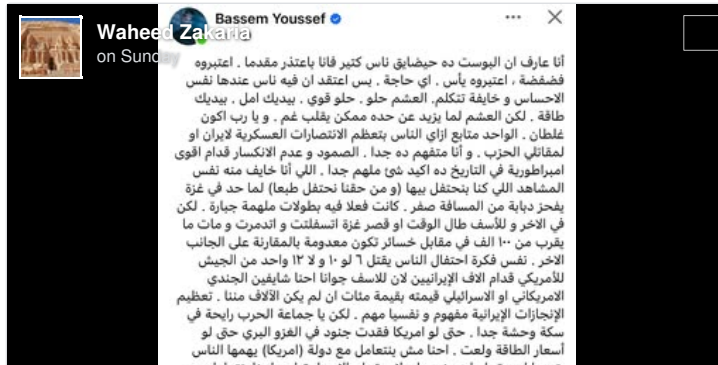 Bassem Youssef
Waheed Zakaria
on Sunday
أنا عارف ان البوست ده حيضايق ناس كتير فانا باعتذر مقدما . اعتبروه
فضفضة ، اعتبروه يأس . اي حاجة . بس اعتقد ان فيه ناس عندها نفس
الاحساس و خايفة تتكلم. العشم حلو . حلو قوي . بيديك امل . بيديك
طاقة . لكن العشم لما يزيد عن حده ممكن يقلب غم . و يا رب اكون
غلطان . الواحد متابع ازاي الناس بتعظم الانتصارات العسكرية لايران او
لمقاتلي الحزب . و أنا متفهم ده جدا . الصمود و عدم الانكسار قدام اقوى
امبراطورية في التاريخ ده اكيد شئ ملهم جدا . اللي أنا خايف منه نفس
المشاهد اللي كنا بنحتفل بيها (و من حقنا نحتفل طبعا) لما حد في غزة
يفحر دبابة من المسافة صفر . كانت فعلا فيه بطولات ملهمة جبارة . لكن
في الاخر و للأسف طال الوقت او قصر غزة اتسفلتت و اتدمرت و مات ما
يقرب من ١٠٠ الف في مقابل خسائر تكون معدومة بالمقارنة على الجانب
الاخر . نفس فكرة احتفال الناس يقتل ٦ لو ١٠ و لا ١٢ واحد من الجيش
للأمريكي قدام الاف الإيرانيين لان للاسف جوانا احنا شايفين الجندي
الامريكاني او الاسرائيلي قيمته بقيمة مئات ان لم يكن الآلاف مننا . تعظيم
الإنجازات الإيرانية مفهوم و نفسيا مهم . لكن يا جماعة الحرب رايحة في
سكة وحشة جدا . حتى لو امريكا فقدت جنود في الغزو البري حتى لو
أسعار الطاقة ولعت . احنا مش بنتعامل مع دولة (امريكا) يهمها الناس